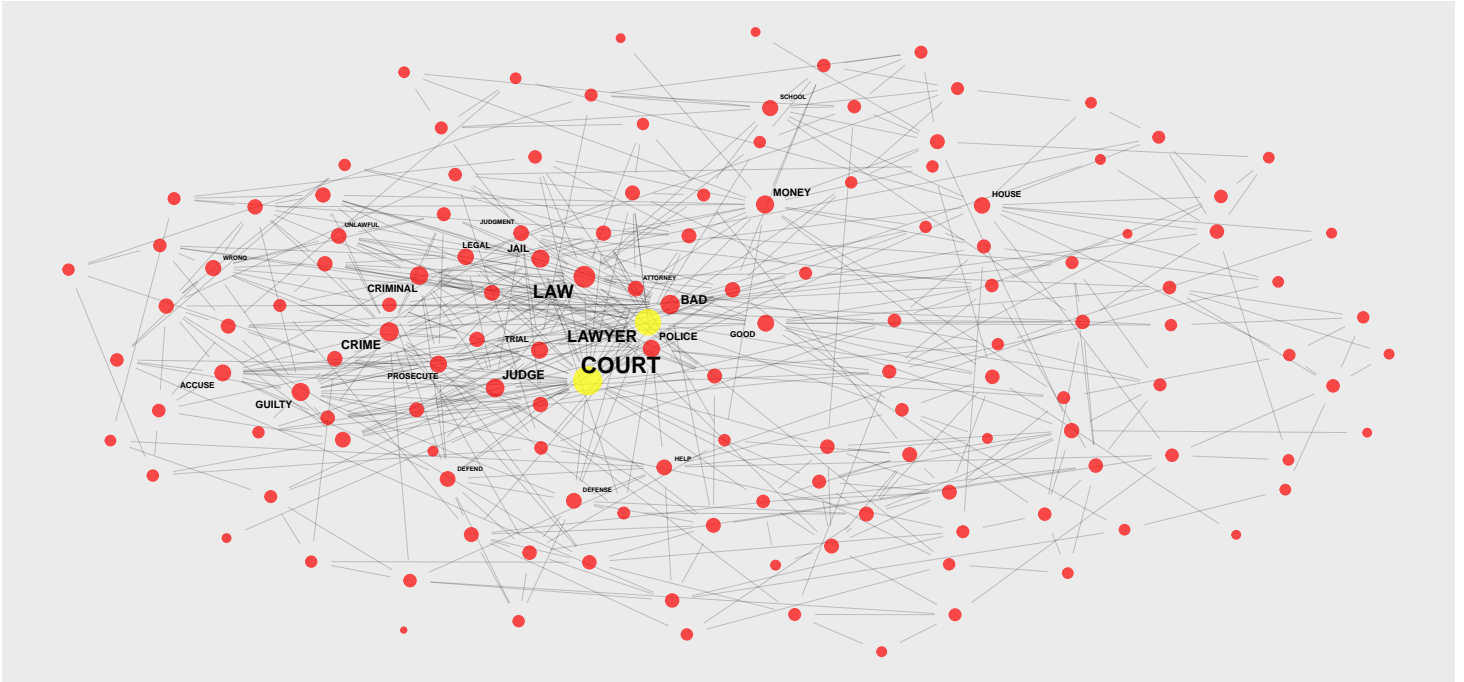 SCHOOL
MONEY
HOUSE
JUDGMENT
UNLAWFUL
LEGAL
JAIL
WRONG
ATTORNEY
CRIMINAL
LAW
BAD
LAWYER
POLICE
GOOD
TRIAL
CRIME
COURT
PROSECUTE
JUDGE
ACCUSE
GUILTY
HELP
DEFEND
DEFENSE